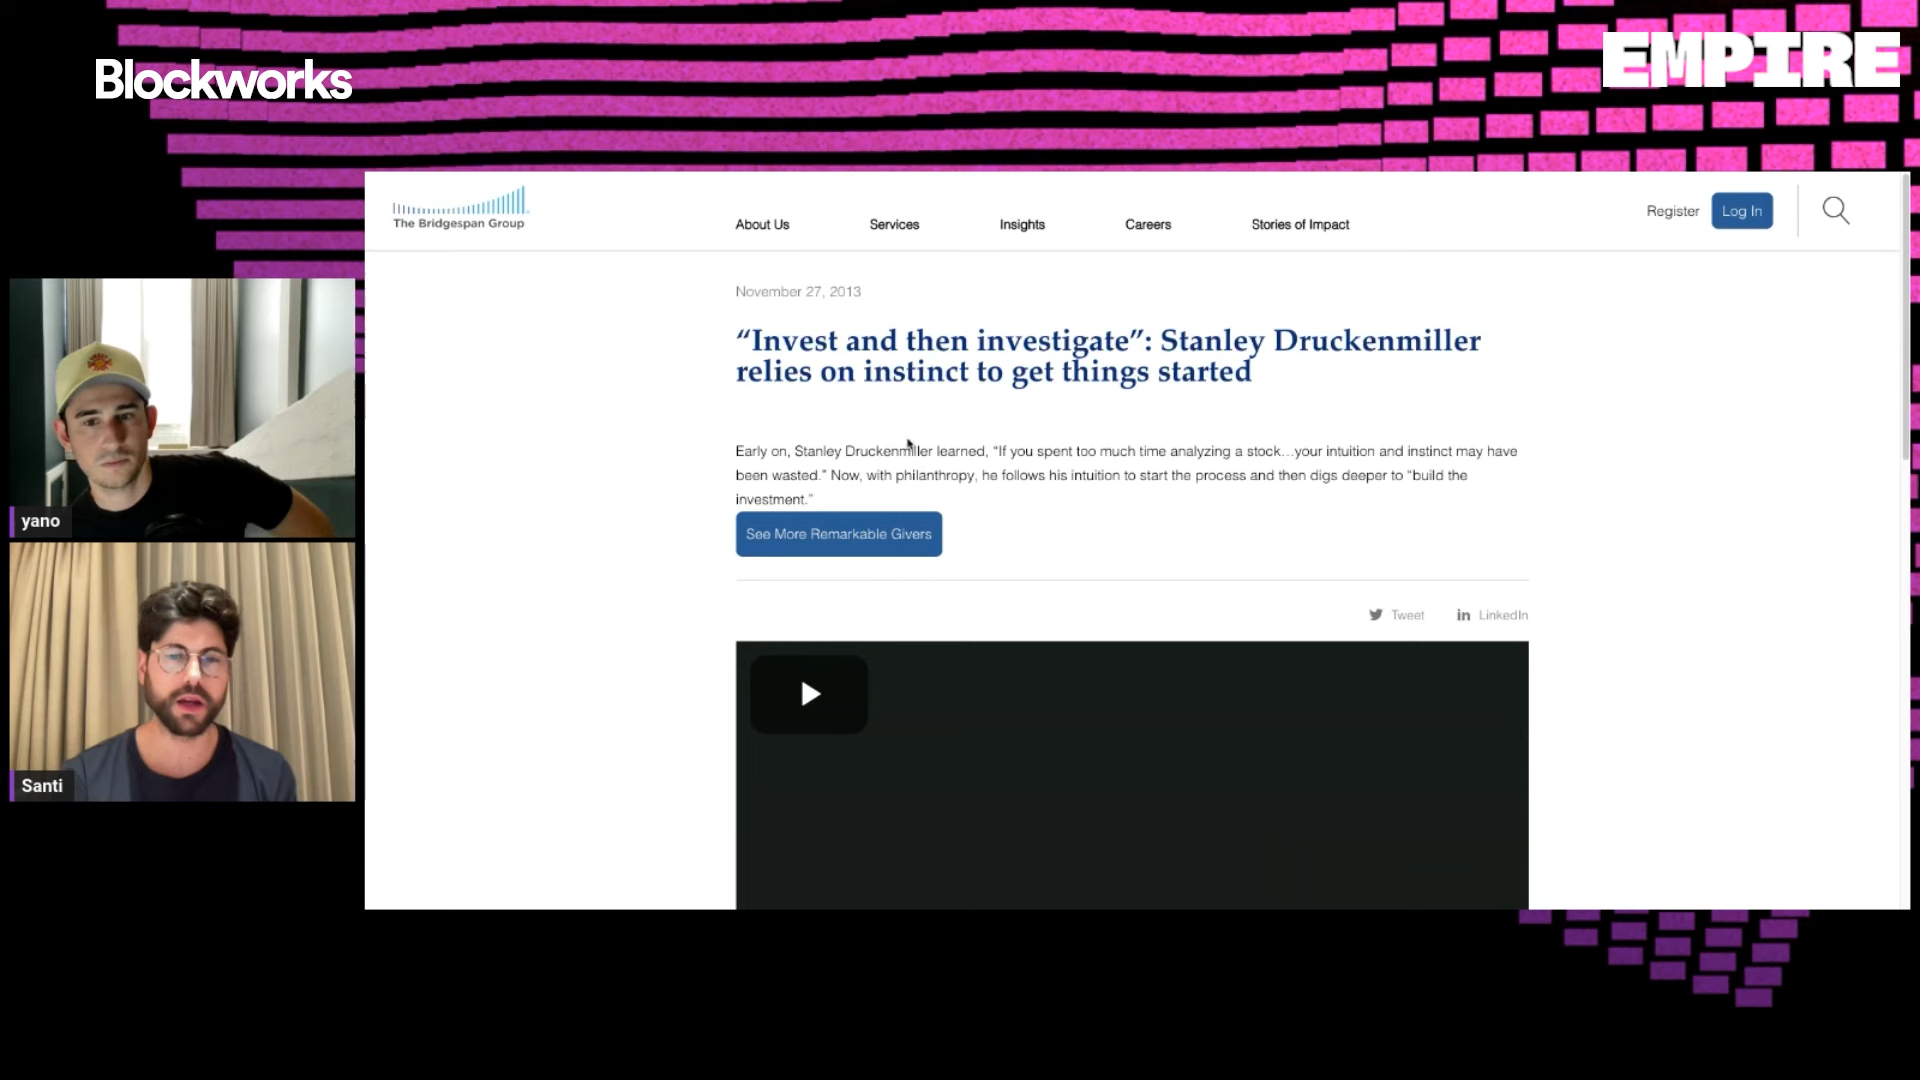 Blockworks
EMPIRE
The Bridgespan Group
About Us
Services
Insights
Careers
Stories of Impact
Register
Log In
November 27, 2013
“Invest and then investigate”: Stanley Druckenmiller
relies on instinct to get things started
Early on, Stanley Druckenmiller learned, “If you spent too much time analyzing a stock...your intuition and instinct may have
been wasted.” Now, with philanthropy, he follows his intuition to start the process and then digs deeper to “build the
investment.”
See More Remarkable Givers
Tweet
LinkedIn
yano
Santi